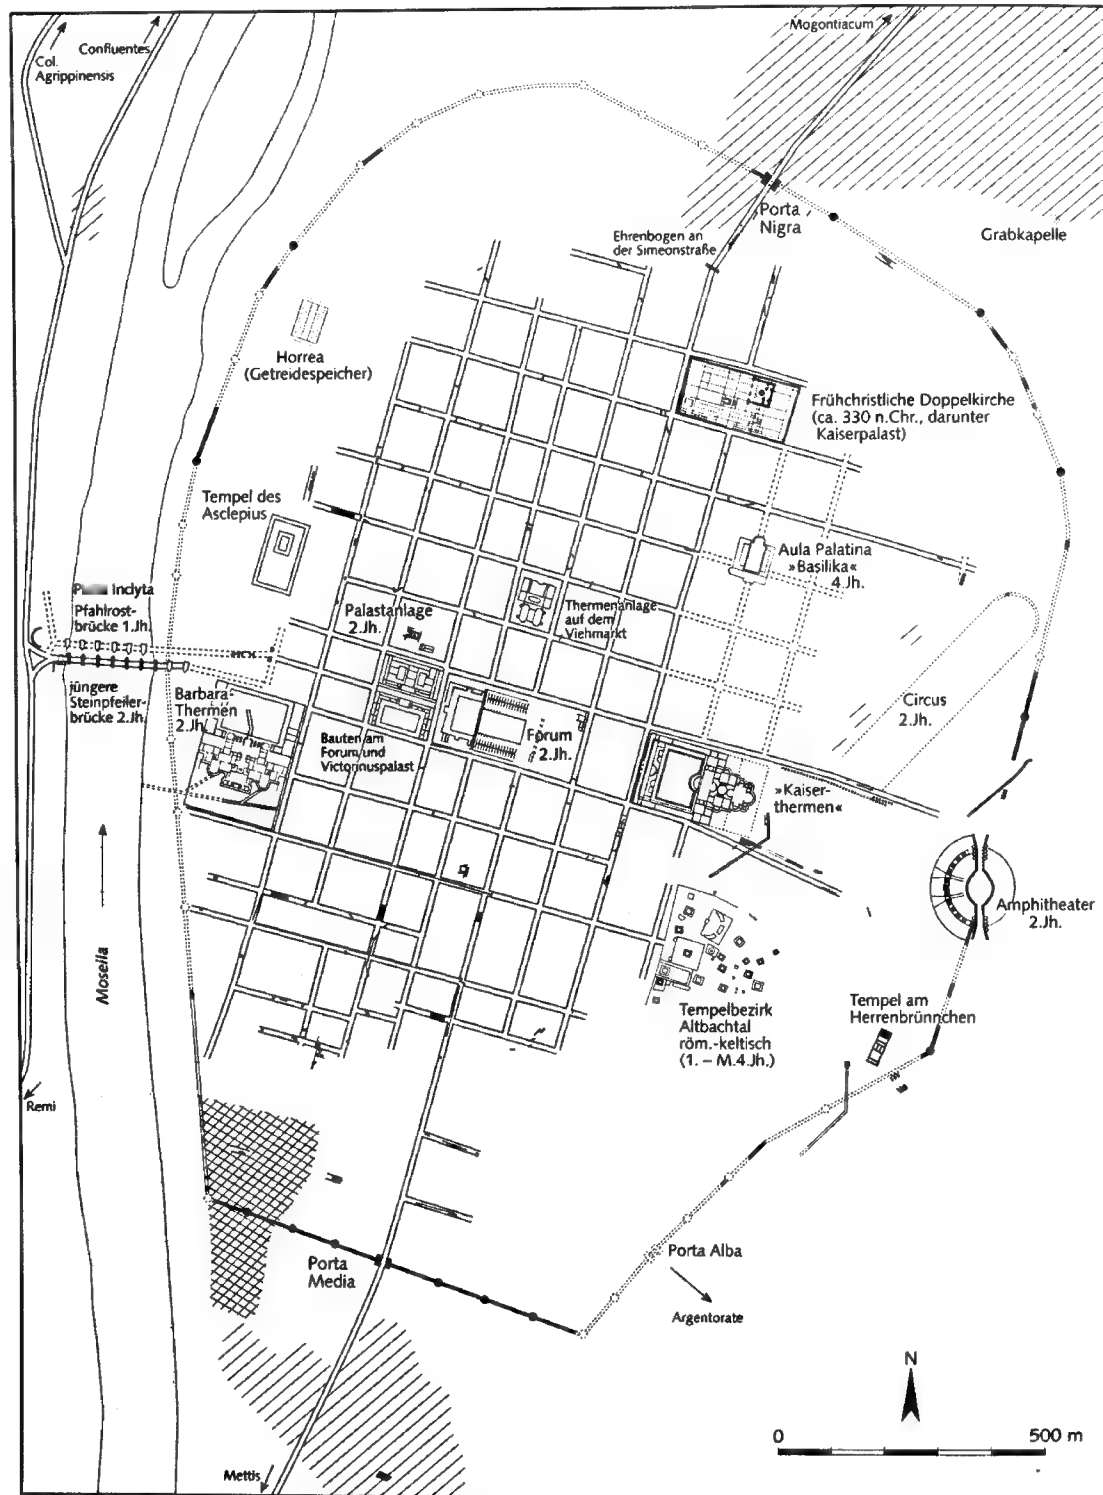 Mogontiacum
Confluentes
Col.
Agrippinensis
Porta
Nigra
Grabkapelle
Ehrenbogen an
der Simeonstraße
Horrea
(Getreidespeicher)
Frühchristliche Doppelkirche
(ca. 330 n.Chr., darunter
Kaiserpalast)
Tempel des
Asclepius
Aula Palatina
»Basilika«
4.Jh.
Inclyta
Pfahlrost-
brücke 1.Jh.
Palastanlage
2.Jh.
Thermenanlage
auf dem
Viehmarkt
jüngere
Steinpfeiler-
brücke 2.Jh.
Barbara-
Thermen
2.Jh.
Bauten am
Forum und
Victorinuspalast
Forum
2.Jh.
Circus
2.Jh.
»Kaiser-
thermen«
Amphitheater
2.Jh.
Mosella
Tempelbezirk
Altbachtal
röm.-keltisch
(1. – M.4.Jh.)
Tempel am
Herrenbrünnchen
Remi
Porta
Media
Porta Alba
Argentorate
Mettis
N
0
500 m